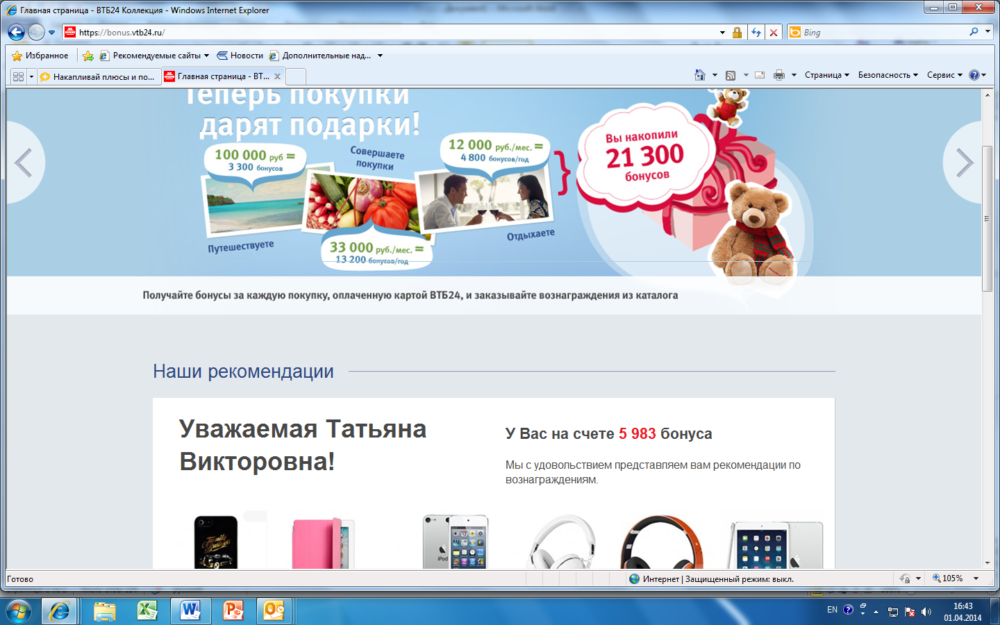 Главная страница - ВТБ24 Коллекция - Windows Internet Explorer
https://bonus.vtb24.ru/
Bing
Избранное
Рекомендуемые сайты
Новости
Дополнительные над...
Накапливай плюсы и по...
Главная страница - ВТ...
Страница
Безопасность
Сервис
Теперь покупки
дарят подарки!
100 000 руб =
3 300 бонусов
Совершаете
покупки
12 000 руб./мес. =
4 800 бонусов/год
}
Вы накопили
21 300
бонусов
Путешествуете
33 000 руб./мес. =
13 200 бонусов/год
Отдыхаете
Получайте бонусы за каждую покупку, оплаченную картой ВТБ24, и заказывайте вознаграждения из каталога
Наши рекомендации
Уважаемая Татьяна
Викторовна!
У Вас на счете 5 983 бонуса
Мы с удовольствием представляем вам рекомендации по
вознаграждениям.
Family
iPod
Готово
Интернет | Защищенный режим: выкл.
105%
EN
16:43
01.04.2014